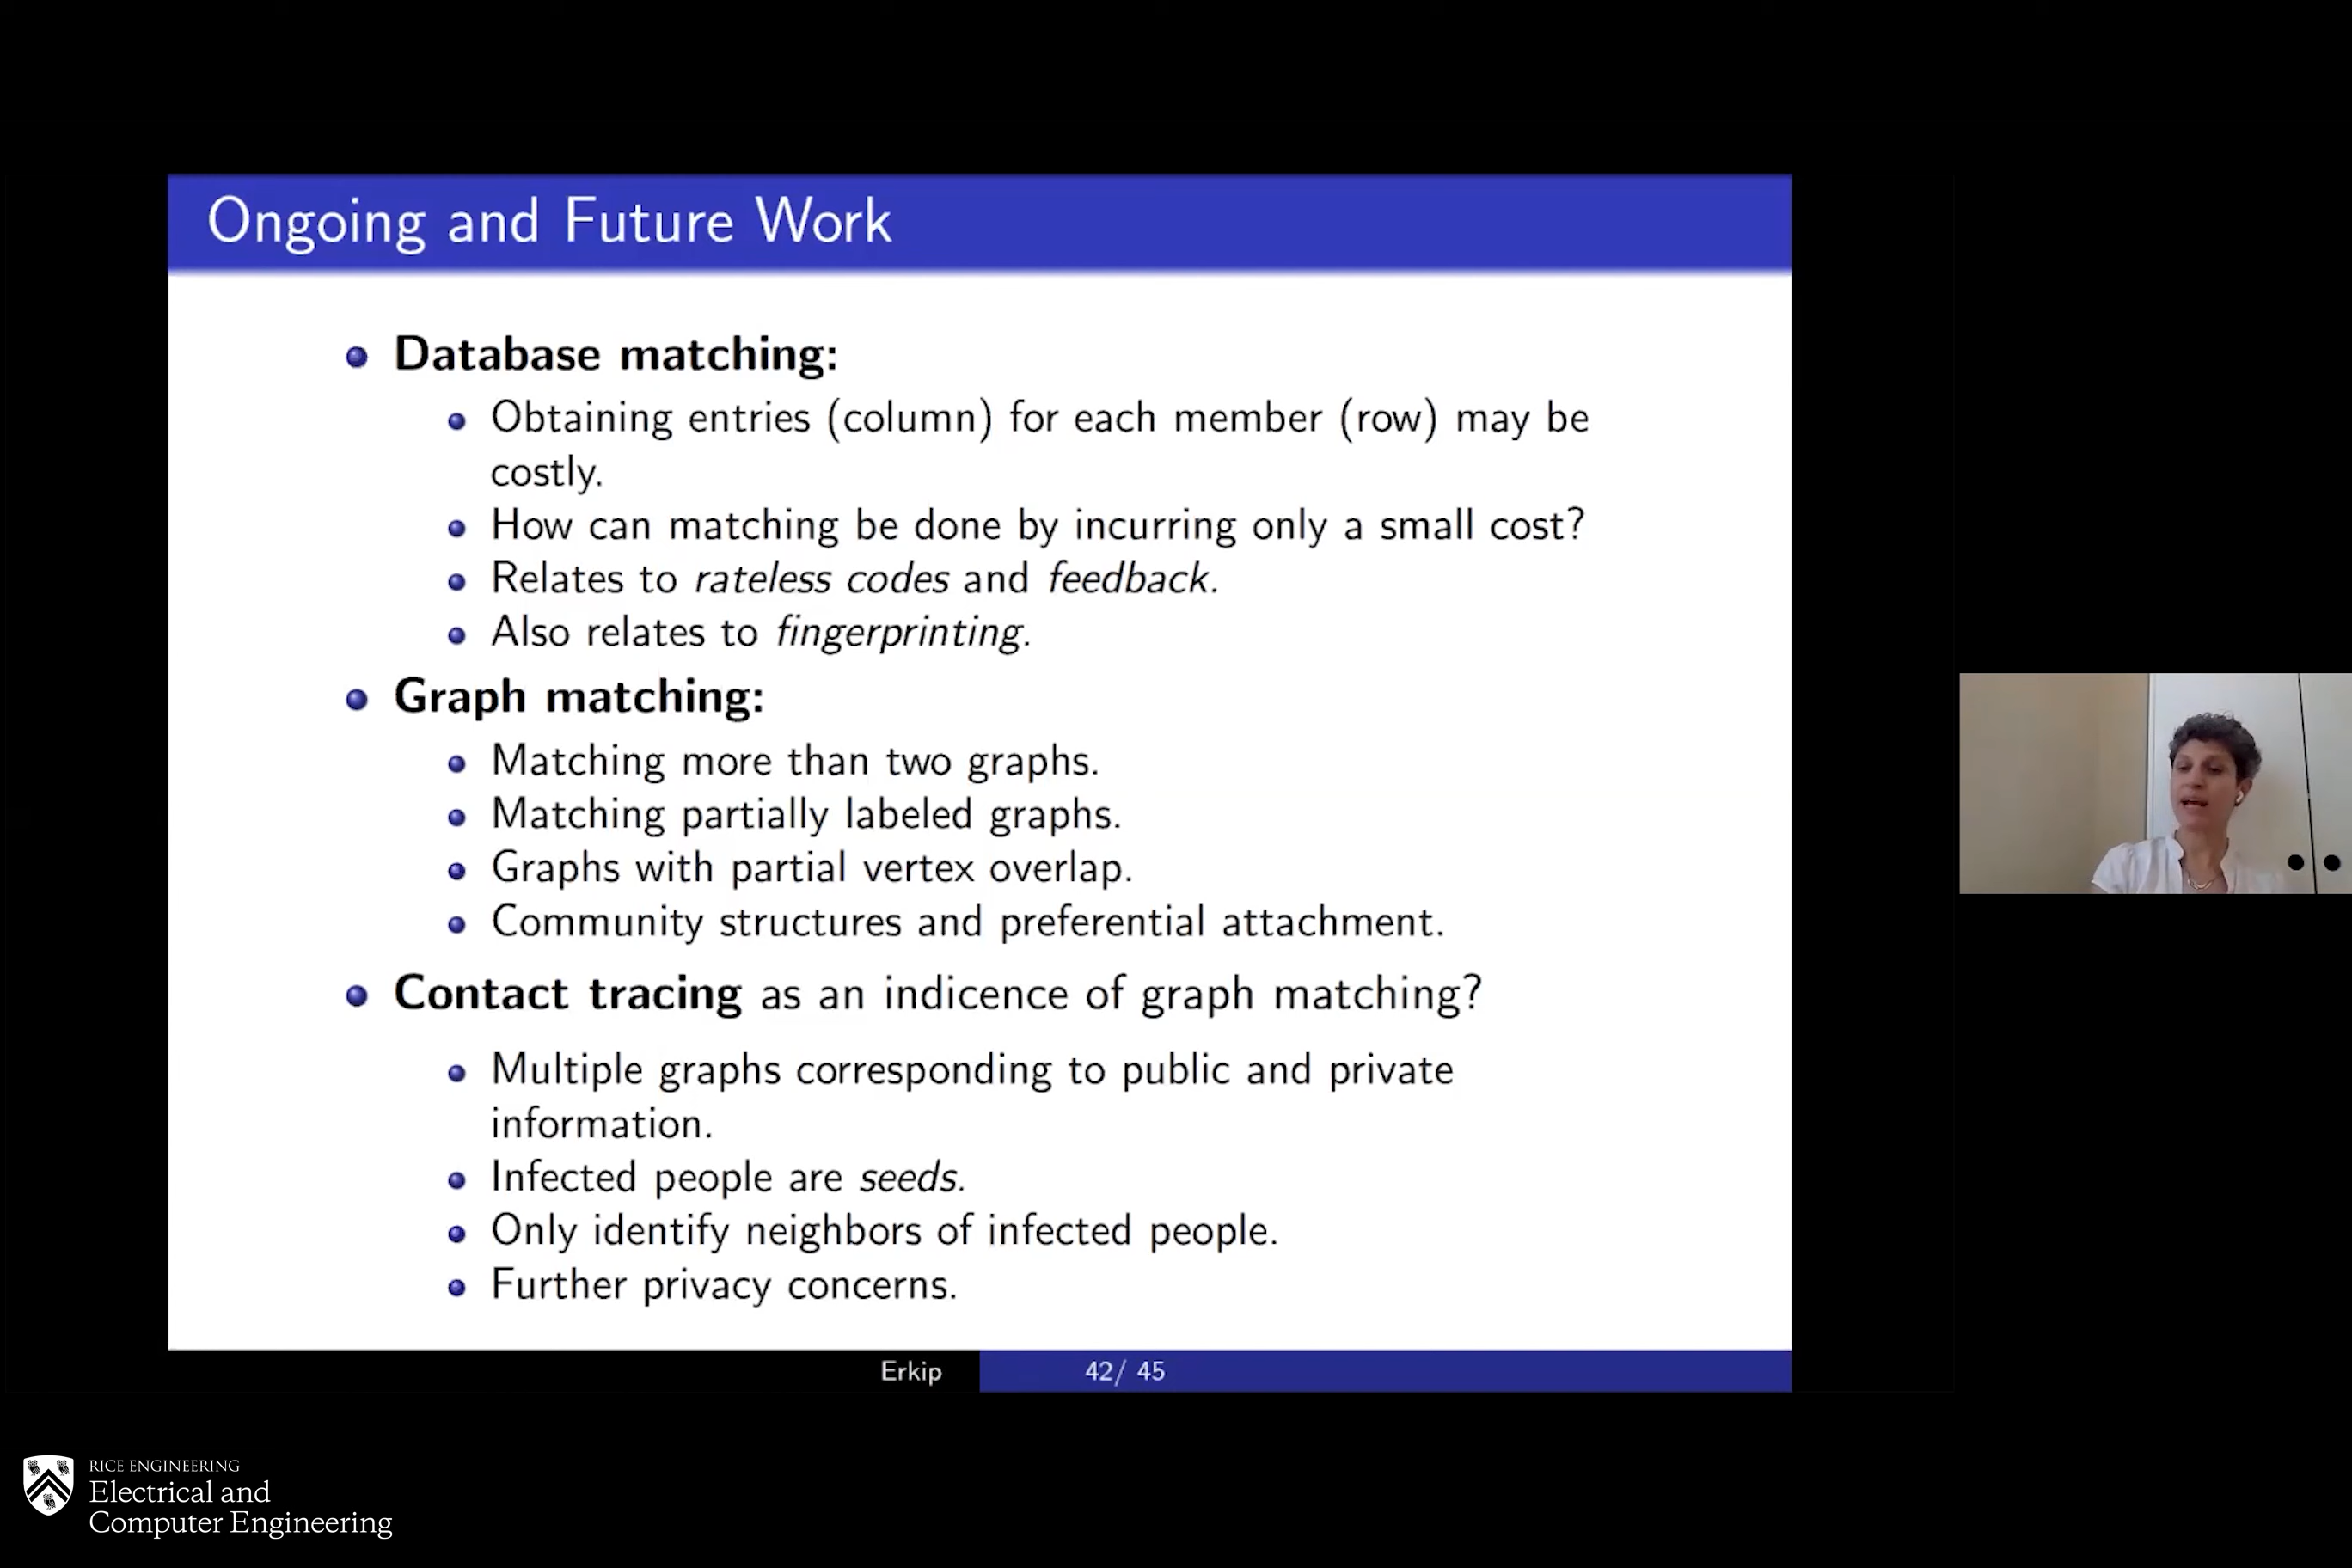 Ongoing and Future Work
Database matching:
Obtaining entries (column) for each member (row) may be
costly.
How can matching be done by incurring only a small cost?
Relates to rateless codes and feedback.
Also relates to fingerprinting.
Graph matching:
Matching more than two graphs.
Matching partially labeled graphs.
Graphs with partial vertex overlap.
Community structures and preferential attachment.
Contact tracing as an indicence of graph matching?
Multiple graphs corresponding to public and private
information.
Infected people are seeds.
Only identify neighbors of infected people.
Further privacy concerns.
Erkip 42/ 45
RICE ENGINEERING
Electrical and
Computer Engineering